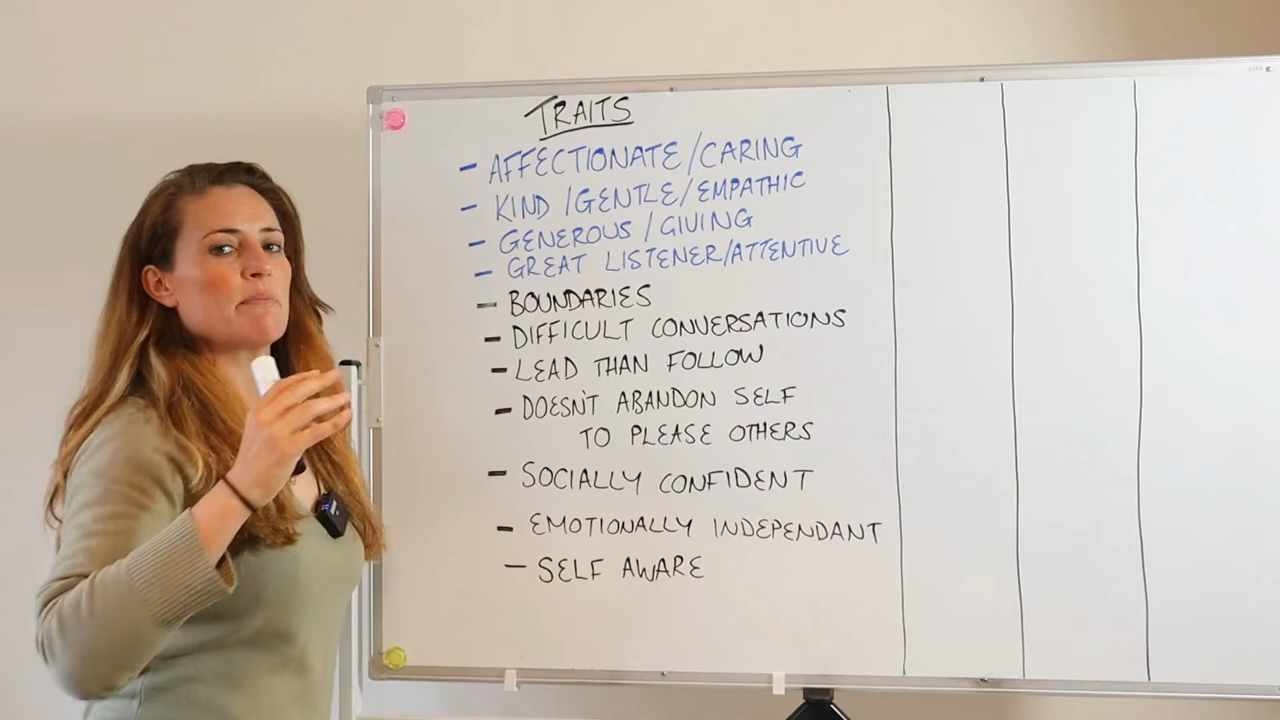 TRAITS
- AFFECTIONATE/CARING
- KIND/GENTLE/EMPATHIC
- GENEROUS/GIVING
- GREAT LISTENER/ATTENTIVE
- BOUNDARIES
- DIFFICULT CONVERSATIONS
- LEAD THAN FOLLOW
- DOESN'T ABANDON SELF
TO PLEASE OTHERS
- SOCIALLY CONFIDENT
- EMOTIONALLY INDEPENDANT
- SELF AWARE